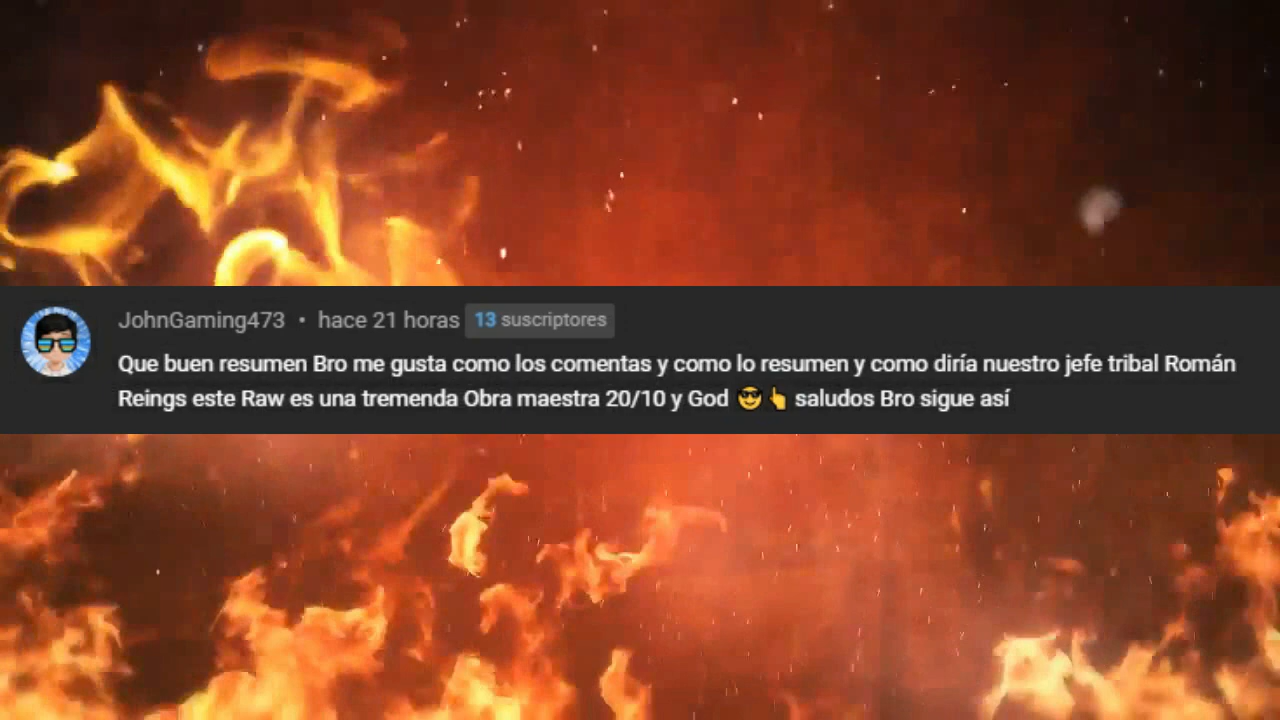 JohnGaming473 • hace 21 horas 13 suscriptores
Que buen resumen Bro me gusta como los comentas y como lo resumen y como diría nuestro jefe tribal Román
Reings este Raw es una tremenda Obra maestra 20/10 y God 😎👆 saludos Bro sigue así